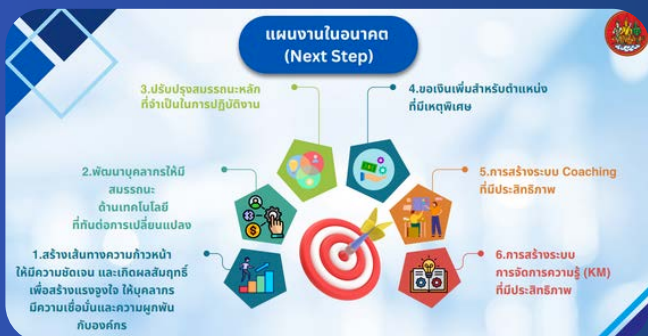 แผนงานในอนาคต
(Next Step)
3.ปรับปรุงสมรรถนะหลัก
ที่จำเป็นในการปฏิบัติงาน
4.ขอเงินเพิ่มสำหรับตำแหน่ง
ที่มีเหตุพิเศษ
2.พัฒนาบุคลากรให้มี
สมรรถนะ
ด้านเทคโนโลยี
ที่ทันต่อการเปลี่ยนแปลง
5.การสร้างระบบ Coaching
ที่มีประสิทธิภาพ
1.สร้างเส้นทางความก้าวหน้า
ให้มีความชัดเจน และเกิดผลสัมฤทธิ์
เพื่อสร้างแรงจูงใจ ให้บุคลากร
มีความเชื่อมั่นและความผูกพัน
กับองค์กร
6.การสร้างระบบ
การจัดการความรู้ (KM)
ที่มีประสิทธิภาพ